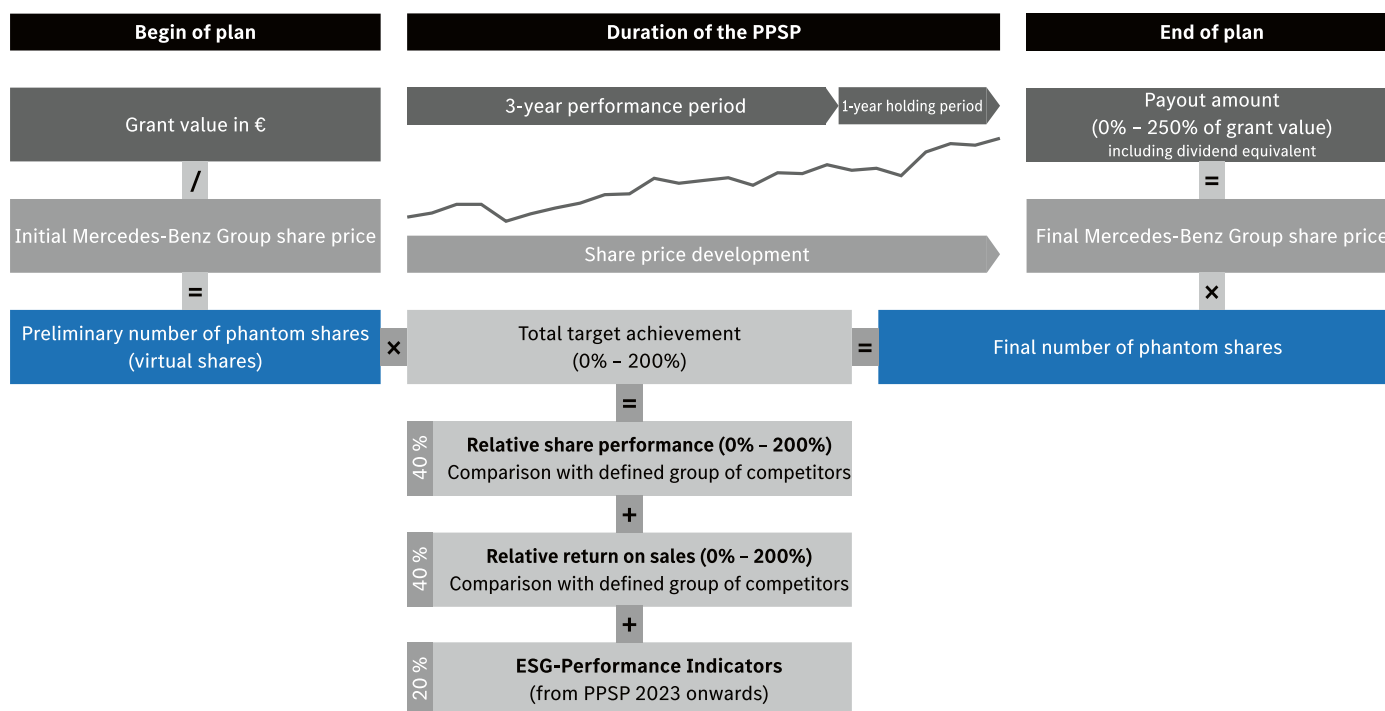 Begin of plan
Duration of the PPSP
End of plan
Grant value in €
/
Initial Mercedes-Benz Group share price
=
Preliminary number of phantom shares
(virtual shares)
×
3-year performance period
1-year holding period
Share price development
Total target achievement
(0% – 200%)
=
Payout amount
(0% – 250% of grant value)
including dividend equivalent
=
Final Mercedes-Benz Group share price
×
Final number of phantom shares
=
40 %
Relative share performance (0% – 200%)
Comparison with defined group of competitors
+
40 %
Relative return on sales (0% – 200%)
Comparison with defined group of competitors
+
20 %
ESG-Performance Indicators
(from PPSP 2023 onwards)